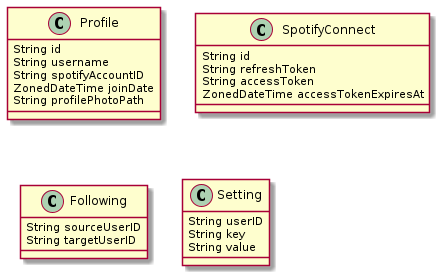 C Profile
String id
String username
String spotifyAccountID
ZonedDateTime joinDate
String profilePhotoPath
C SpotifyConnect
String id
String refreshToken
String accessToken
ZonedDateTime accessTokenExpiresAt
C Following
String sourceUserID
String targetUserID
C Setting
String userID
String key
String value